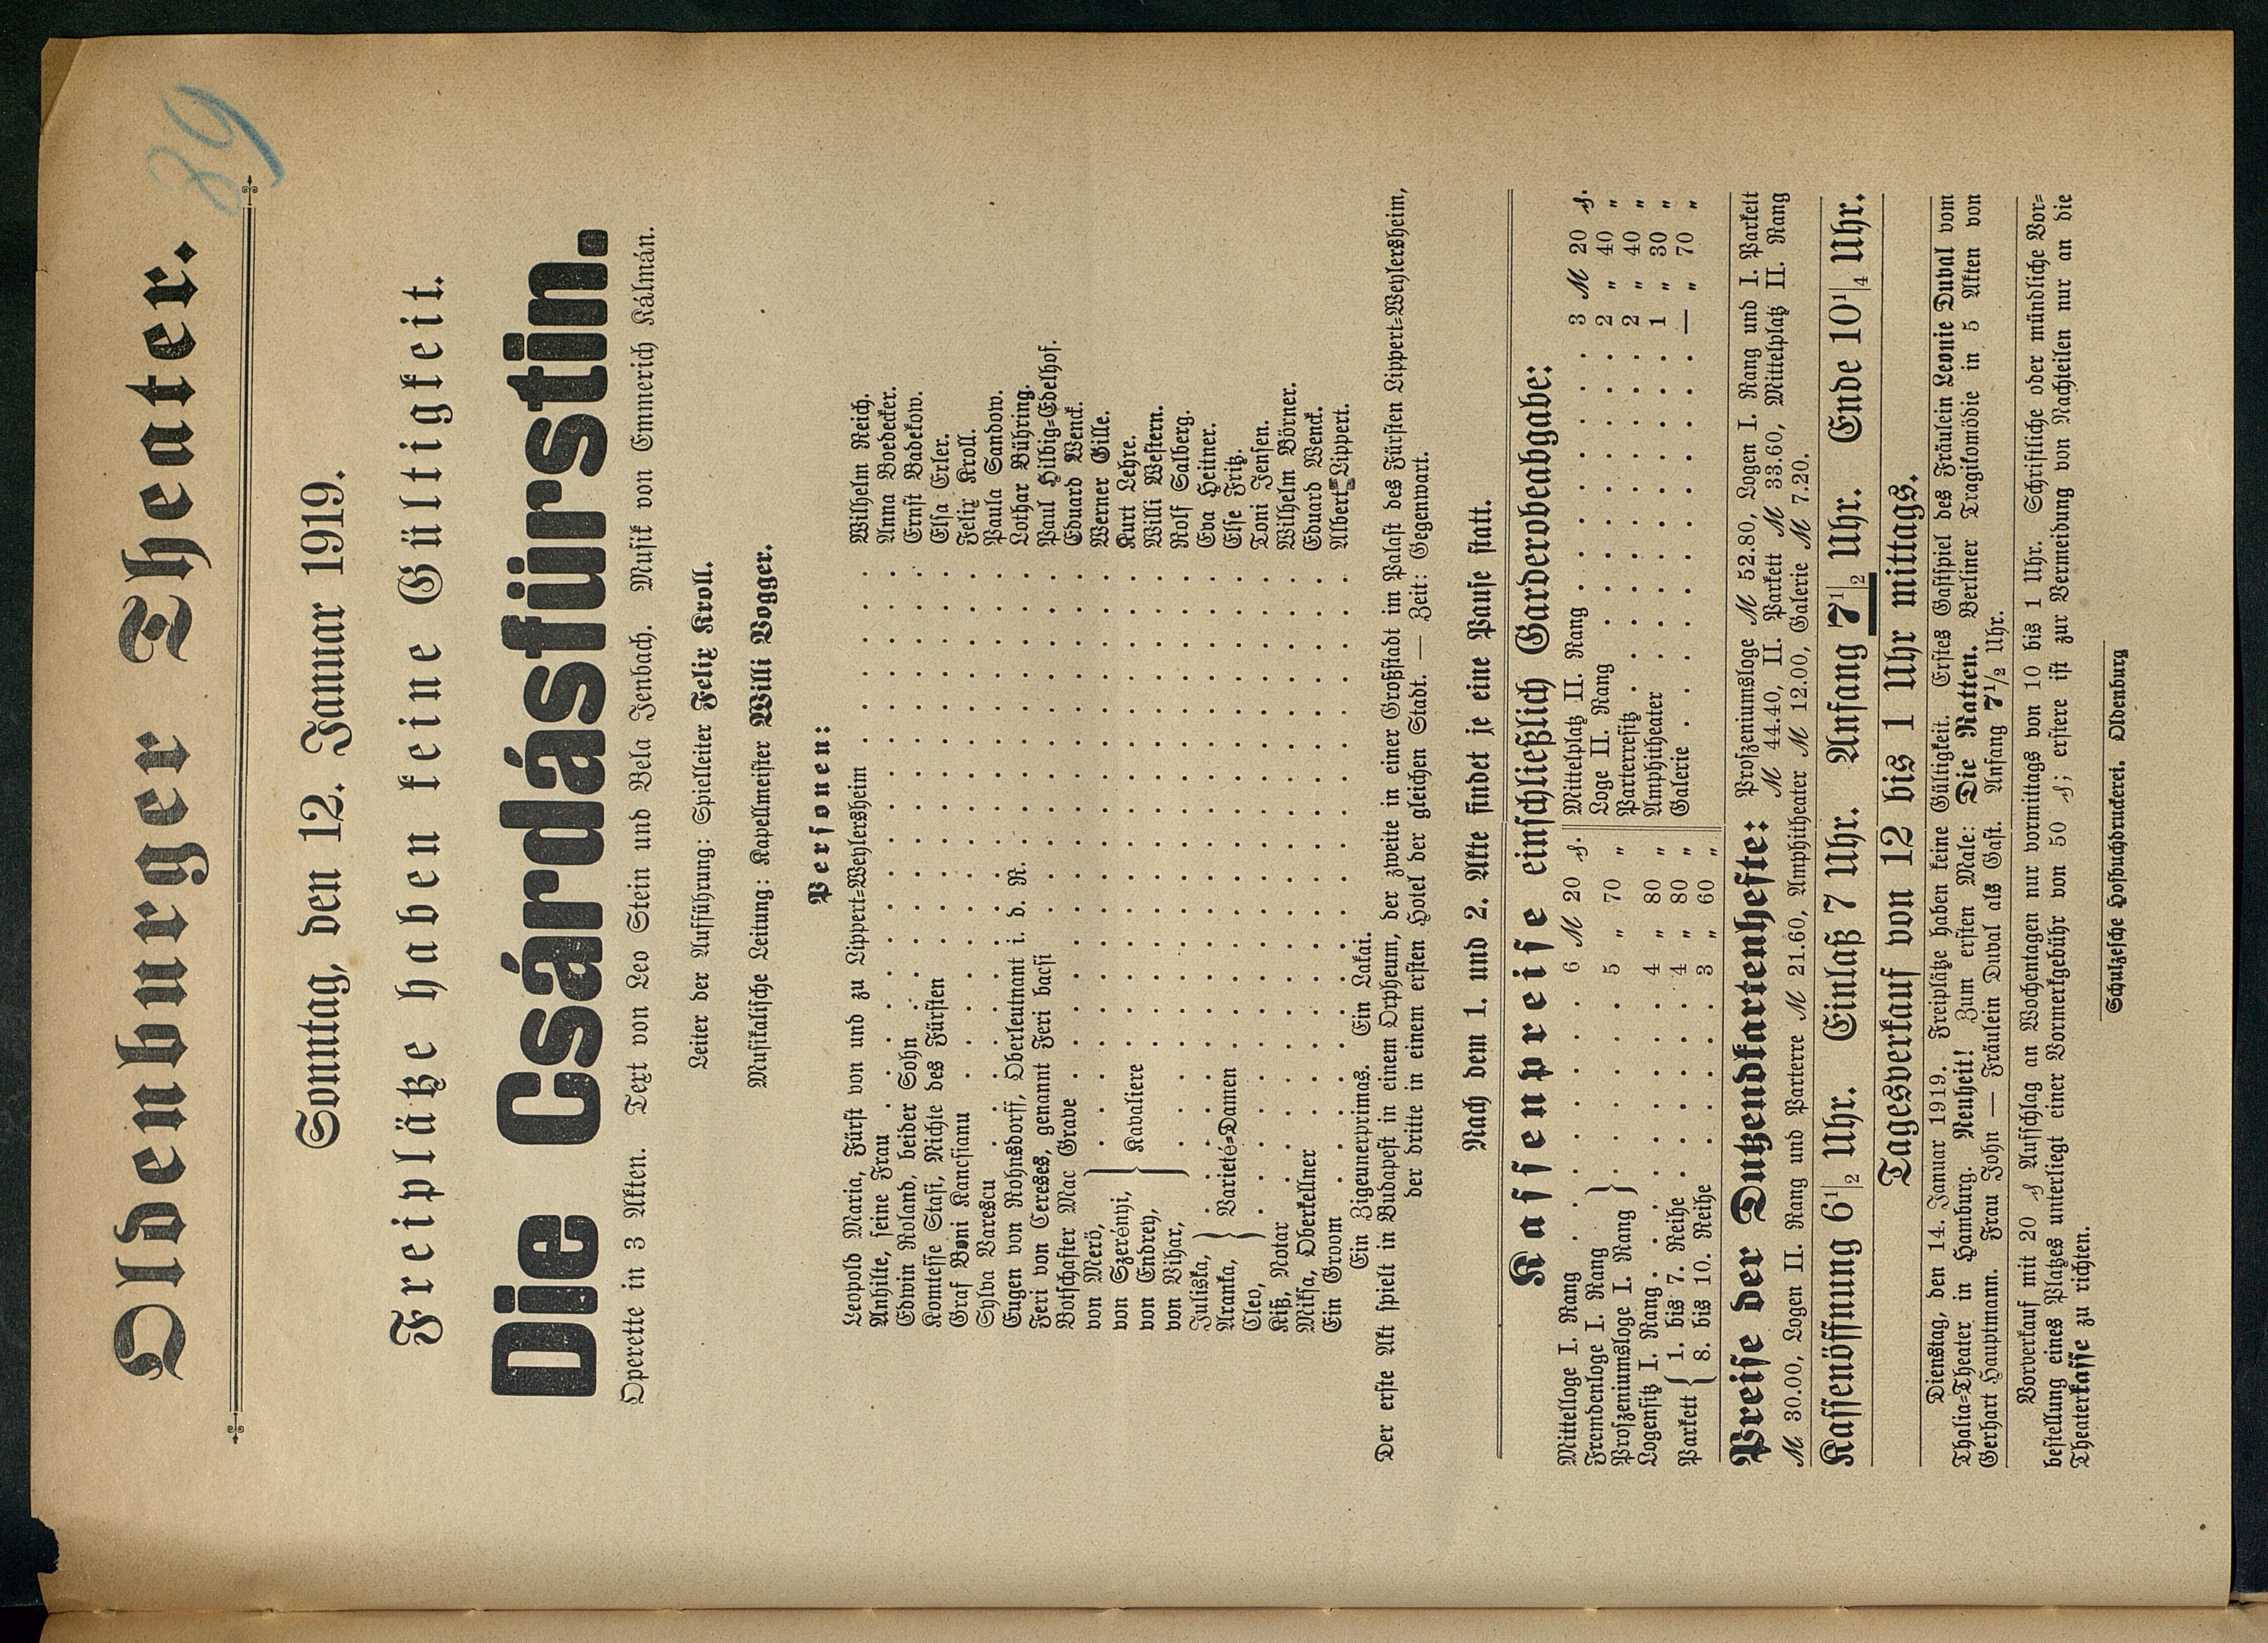 89
Oldenburger Theater.
Sonntag, den 12. Januar 1919.
Freiplätze haben keine Gültigkeit.
Die Csárdásfürstin.
Operette in 3 Akten. Text von Leo Stein und Bela Jenbach. Musik von Emmerich Kálmán.
Leiter der Aufführung: Spielleiter Felix Kroll.
Musikalische Leitung: Kapellmeister Willi Vogger.
Personen:
Leopold Maria, Fürst von und zu Lippert-Weylersheim . . . Wilhelm Reich.
Anhilte, seine Frau . . . Anna Boedecker.
Edwin Roland, beider Sohn . . . Ernst Badekow.
Komtesse Stasi, Nichte des Fürsten . . . Elsa Erler.
Graf Boni Kancsianu . . . Felix Kroll.
Sylva Varescu . . . Paula Sandow.
Eugen von Rohnsdorff, Oberleutnant i. d. R. . . . Lothar Bühring.
Feri von Cereses, genannt Feri bacsi . . . Paul Hilbig-Edelhof.
Botschafter Mac Grave . . . Eduard Wenck.
von Merö, . . . Werner Gille.
von Szerényi, } Kavaliere . . . Kurt Lehre.
von Endrey, . . . Willi Western.
von Vihar, . . . Rolf Salberg.
Juliska, . . . Eva Heitner.
Aranka, } Varieté-Damen . . . Else Fritz.
Cleo, . . . Toni Jensen.
Kiß, Notar . . . Wilhelm Börner.
Miksa, Oberkellner . . . Eduard Wenck.
Ein Groom . . . Albert Lippert.
Ein Zigeunerprimas. Ein Lakai.
Der erste Akt spielt in Budapest in einem Orpheum, der zweite in einer Großstadt im Palast des Fürsten Lippert-Weylersheim,
der dritte in einem ersten Hotel der gleichen Stadt. — Zeit: Gegenwart.
Nach dem 1. und 2. Akte findet je eine Pause statt.
Kassenpreise einschließlich Garderobeabgabe:
Mittelloge I. Rang . . . 6 M 20 ₰.
Fremdenloge I. Rang }
Proszeniumsloge I. Rang } . . . 5 " 70 "
Logensitz I. Rang . . . 4 " 80 "
Parkett { 1. bis 7. Reihe . . . 4 " 80 "
8. bis 10. Reihe . . . 3 " 60 "
Mittelplatz II. Rang . . . 3 M 20 ₰.
Loge II. Rang . . . 2 " 40 "
Parterresitz . . . 2 " 40 "
Amphitheater . . . 1 " 30 "
Galerie . . . — " 70 "
Preise der Dutzendkartenhefte: Proszeniumsloge M 52.80, Logen I. Rang und I. Parkett
M 44.40, II. Parkett M 33.60, Mittelplatz II. Rang
M 30.00, Logen II. Rang und Parterre M 21.60, Amphitheater M 12.00, Galerie M 7.20.
Kassenöffnung 6 1/2 Uhr. Einlaß 7 Uhr. Anfang 7 1/2 Uhr. Ende 10 1/4 Uhr.
Tagesverkauf von 12 bis 1 Uhr mittags.
Dienstag, den 14. Januar 1919. Freiplätze haben keine Gültigkeit. Erstes Gastspiel des Fräulein Leonie Duval vom
Thalia-Theater in Hamburg. Neuheit! Zum ersten Male: Die Ratten. Berliner Tragikomödie in 5 Akten von
Gerhart Hauptmann. Frau John — Fräulein Duval als Gast. Anfang 7 1/2 Uhr.
Vorverkauf mit 20 ₰ Aufschlag an Wochentagen nur vormittags von 10 bis 1 Uhr. Schriftliche oder mündliche Vor-
bestellung eines Platzes unterliegt einer Vormerkgebühr von 50 ₰; erstere ist zur Vermeidung von Nachteilen nur an die
Theaterkasse zu richten.
Schulzesche Hofbuchdruckerei. Oldenburg